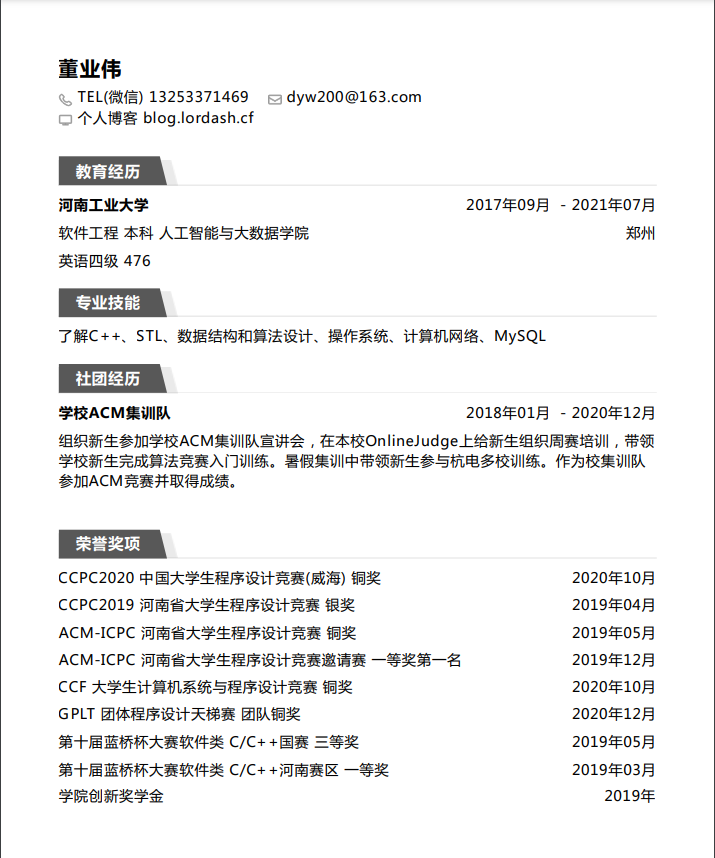 董业伟
TEL(微信) 13253371469 dyw200@163.com
个人博客 blog.lordash.cf
教育经历
河南工业大学 2017年09月 - 2021年07月
软件工程 本科 人工智能与大数据学院 郑州
英语四级 476
专业技能
了解C++、STL、数据结构和算法设计、操作系统、计算机网络、MySQL
社团经历
学校ACM集训队 2018年01月 - 2020年12月
组织新生参加学校ACM集训队宣讲会，在本校OnlineJudge上给新生组织周赛培训，带领
学校新生完成算法竞赛入门训练。暑假集训中带领新生参与杭电多校训练。作为校集训队
参加ACM竞赛并取得成绩。
荣誉奖项
CCPC2020 中国大学生程序设计竞赛(威海) 铜奖 2020年10月
CCPC2019 河南省大学生程序设计竞赛 银奖 2019年04月
ACM-ICPC 河南省大学生程序设计竞赛 铜奖 2019年05月
ACM-ICPC 河南省大学生程序设计竞赛邀请赛 一等奖第一名 2019年12月
CCF 大学生计算机系统与程序设计竞赛 铜奖 2020年10月
GPLT 团体程序设计天梯赛 团队铜奖 2020年12月
第十届蓝桥杯大赛软件类 C/C++国赛 三等奖 2019年05月
第十届蓝桥杯大赛软件类 C/C++河南赛区 一等奖 2019年03月
学院创新奖学金 2019年